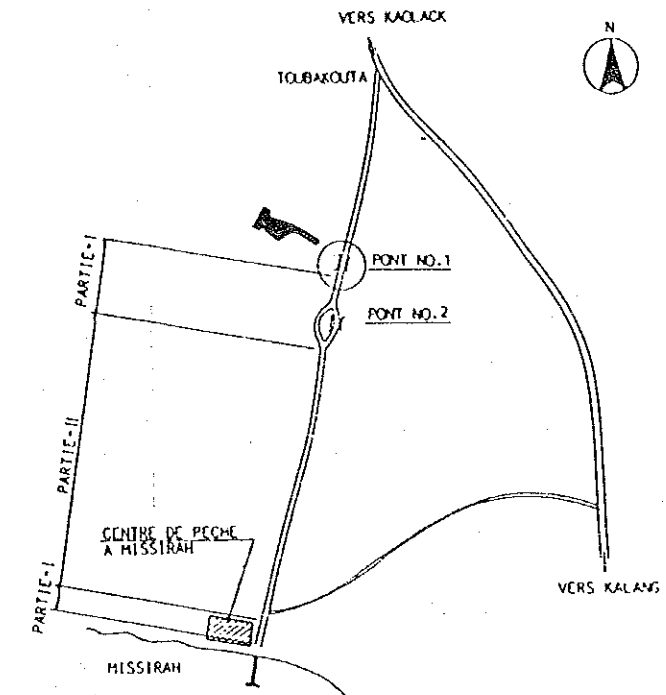 VERS KAOLACK
N
TOUBAKOUTA
PONT NO.1
PONT NO.2
PARTIE-I
PARTIE-II
CENTRE DE PECHE
A MISSIRAH
PARTIE-I
VERS KALANG
MISSIRAH